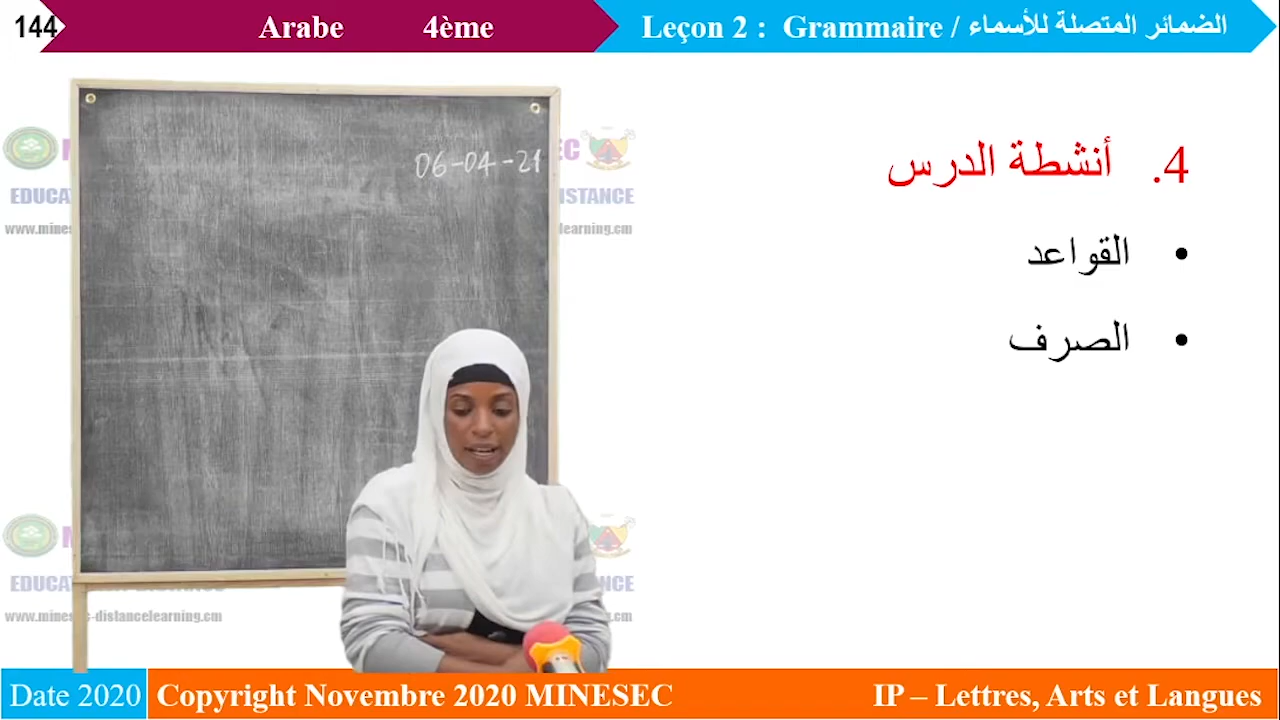 144
Arabe 4ème
Leçon 2 : Grammaire / الضمائر المتصلة للأسماء
06-04-21
4. أنشطة الدرس
• القواعد
• الصرف
Date 2020
Copyright Novembre 2020 MINESEC
IP – Lettres, Arts et Langues